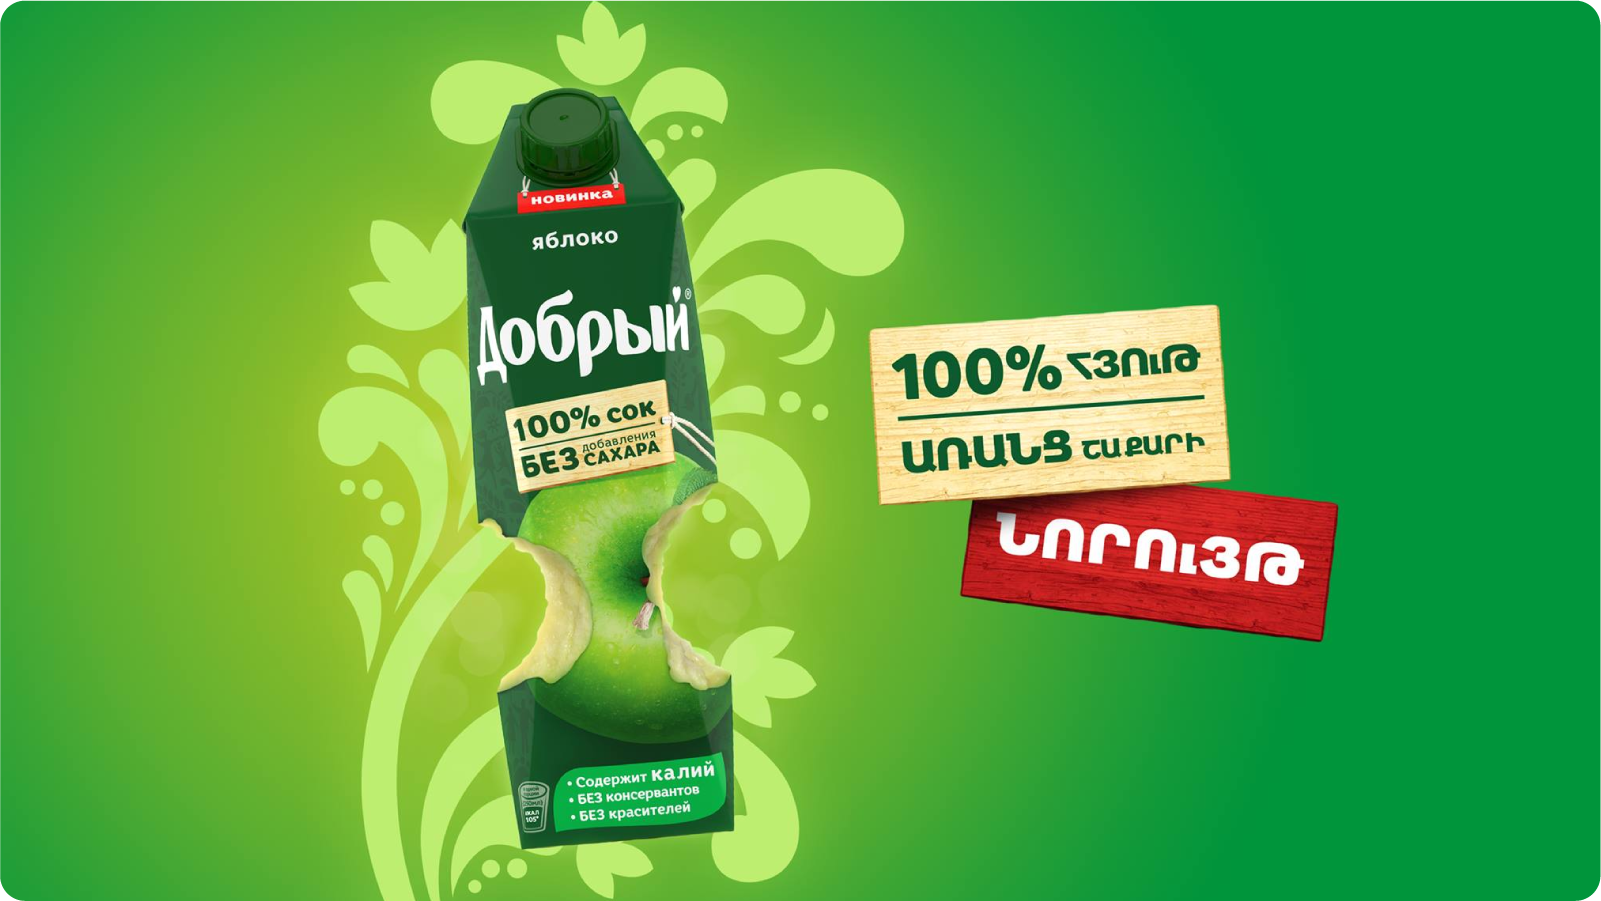 новинка
яблоко
Добрый®
100% сок
БЕЗ добавления
САХАРА
• Содержит калий
• БЕЗ консервантов
• БЕЗ красителей
100% ՀՅՈւԹ
ԱՌԱՆՑ ՇԱՔԱՐԻ
ՆՈՐՈւՅԹ